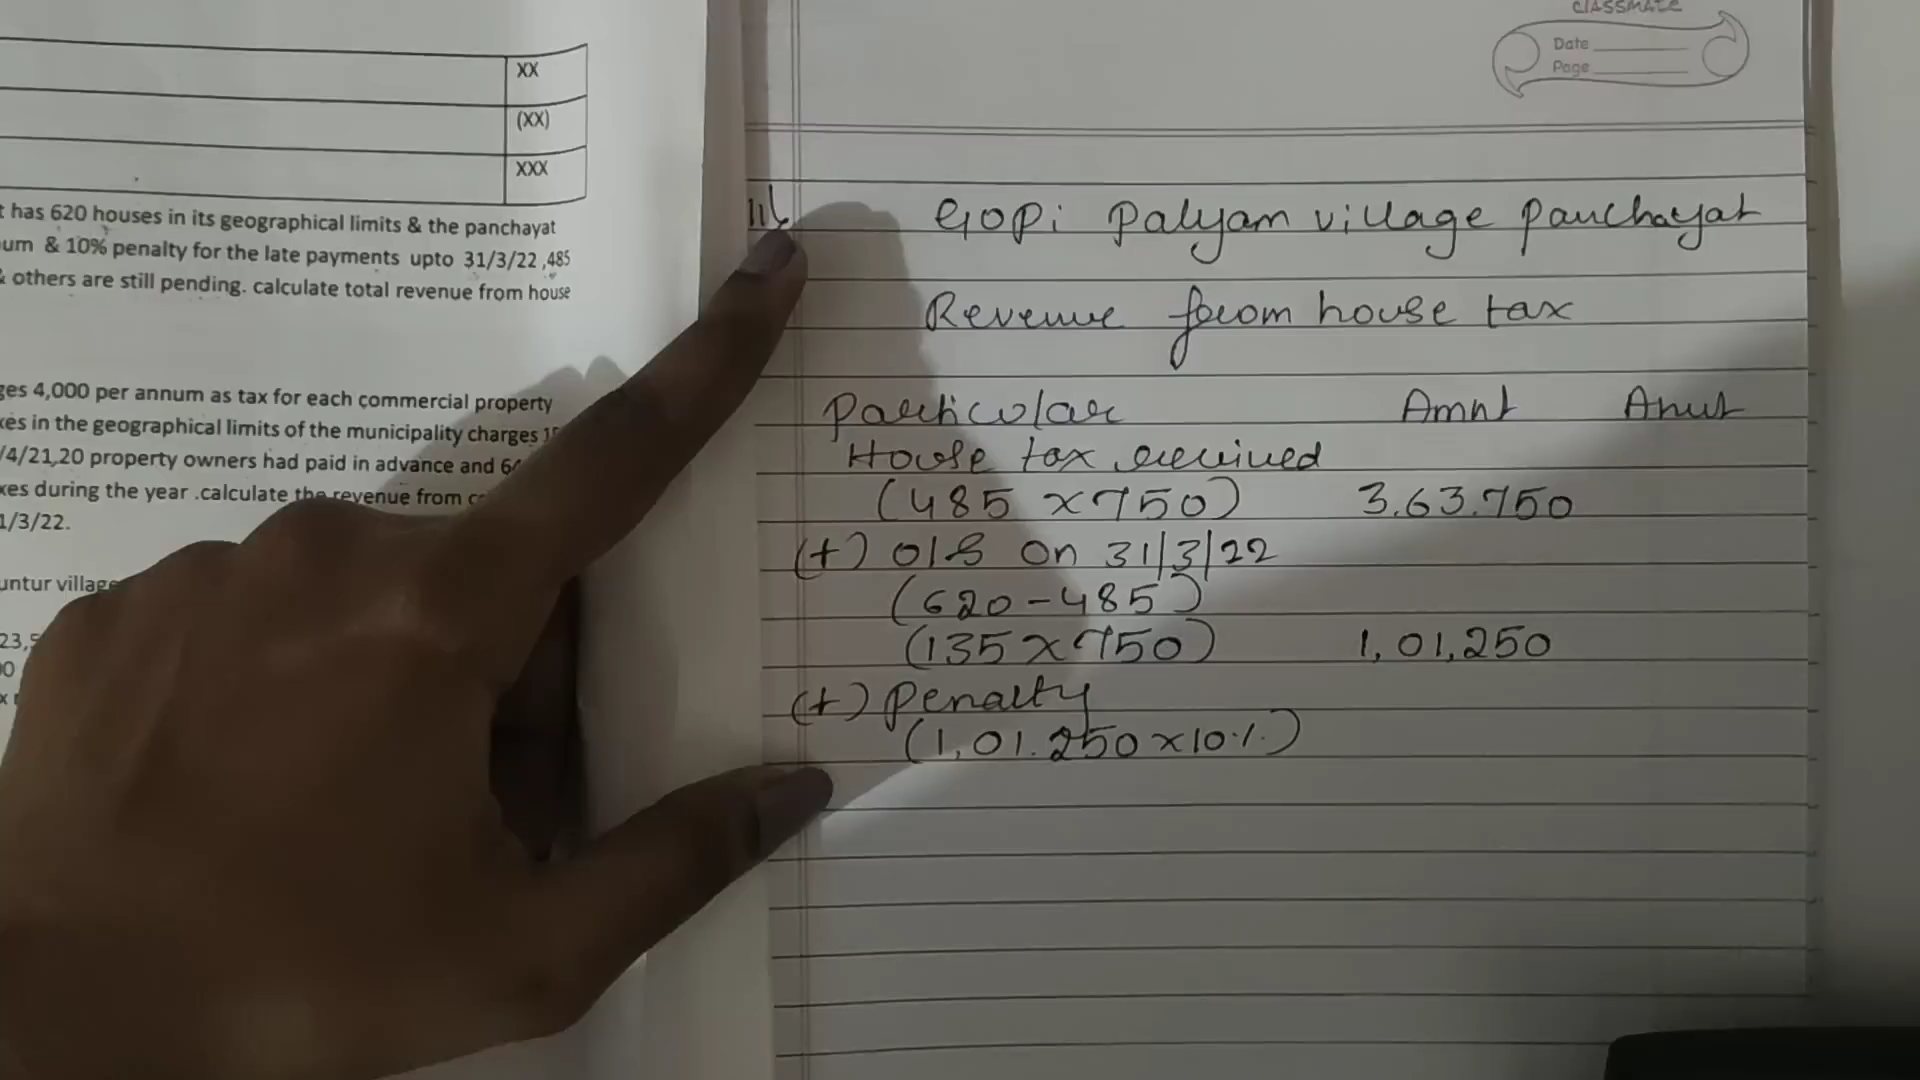 XX
(XX)
XXX
has 620 houses in its geographical limits & the panchayat
um & 10% penalty for the late payments upto 31/3/22 ,485
& others are still pending. calculate total revenue from house
ges 4,000 per annum as tax for each commercial property
xes in the geographical limits of the municipality charges
/4/21,20 property owners had paid in advance and
xes during the year .calculate the revenue from
1/3/22.
untur village
23,5
00
classmate
Date
Page
Gopi Palyam village panchayat
Revenue from house tax
Particular Amnt Amnt
House tax received
(485 x 750) 3,63,750
(+) O/S on 31/3/22
(620-485)
(135 x 750) 1,01,250
(+) Penalty
(1,01,250 x 10%)